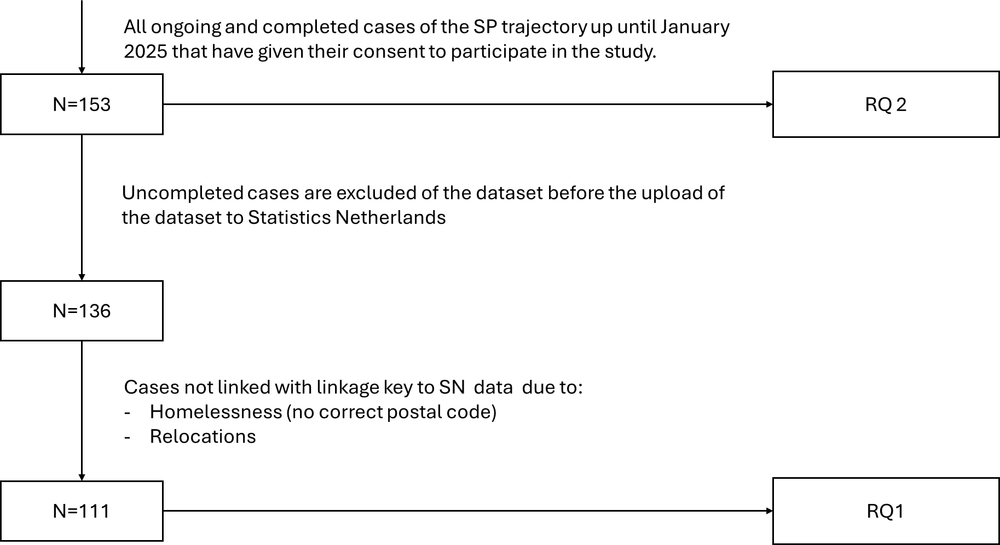 All ongoing and completed cases of the SP trajectory up until January
2025 that have given their consent to participate in the study.
N=153
RQ 2
Uncompleted cases are excluded of the dataset before the upload of
the dataset to Statistics Netherlands
N=136
Cases not linked with linkage key to SN  data  due to:
- Homelessness (no correct postal code)
- Relocations
N=111
RQ1